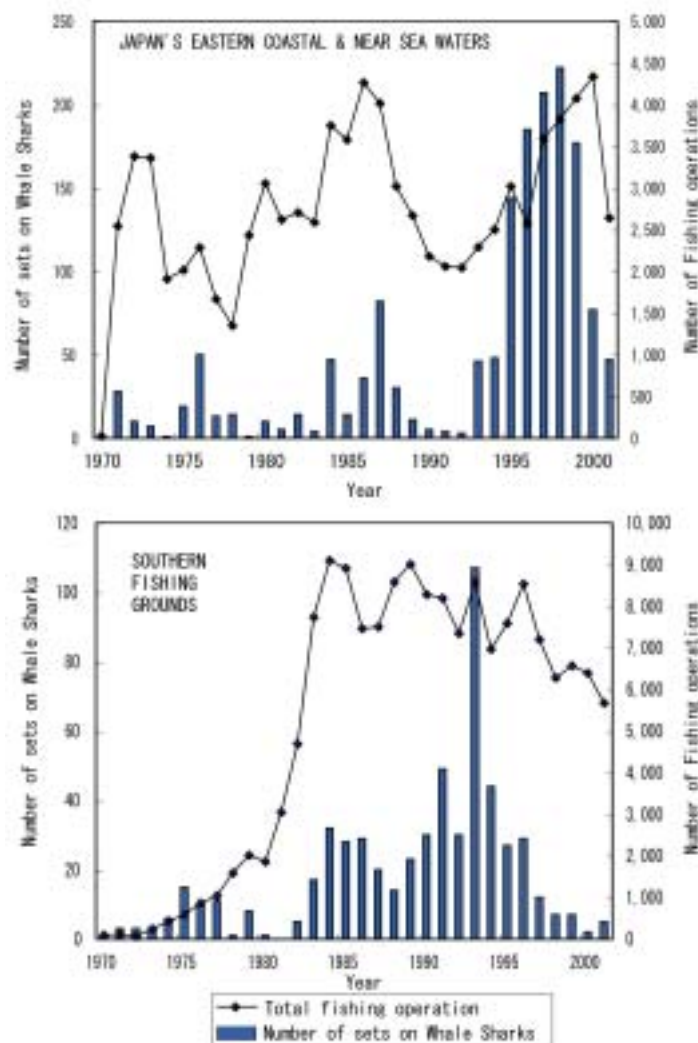 JAPAN'S EASTERN COASTAL & NEAR SEA WATERS
Number of sets on Whale Sharks
250
200
150
100
50
0
5,000
4,500
4,000
3,500
3,000
2,500
2,000
1,500
1,000
500
0
Number of Fishing operations
1970 1975 1980 1985 1990 1995 2000
Year
SOUTHERN
FISHING
GROUNDS
Number of sets on Whale Sharks
120
100
80
60
40
20
0
10,000
9,000
8,000
7,000
6,000
5,000
4,000
3,000
2,000
1,000
0
Number of Fishing operations
1970 1975 1980 1985 1990 1995 2000
Year
Total fishing operation
Number of sets on Whale Sharks